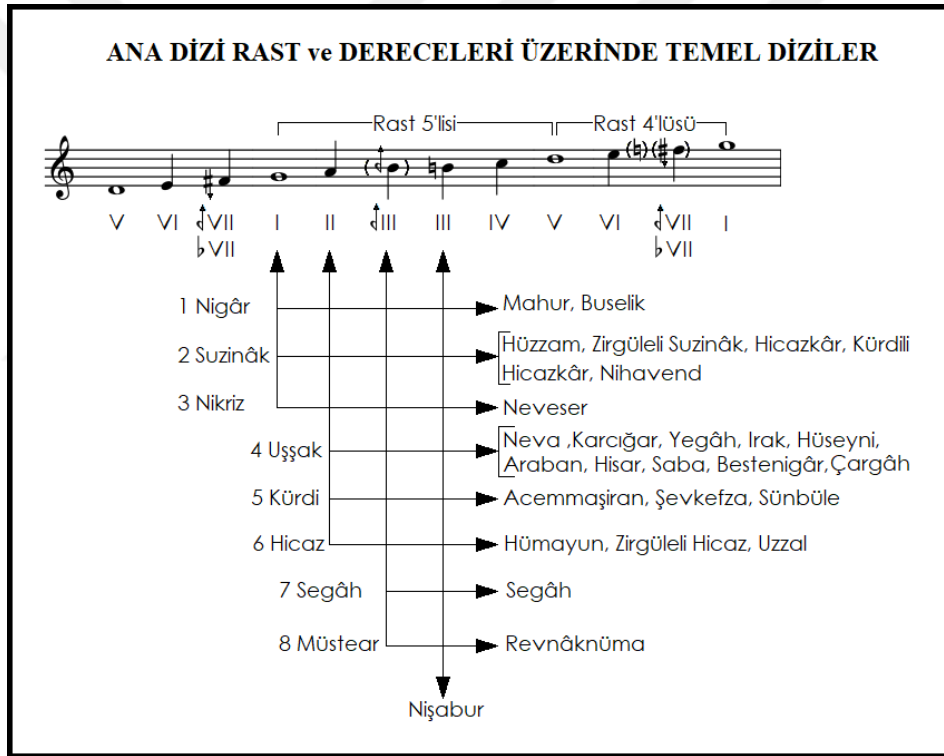 ANA DİZİ RAST ve DERECELERİ ÜZERİNDE TEMEL DİZİLER
Rast 5'lisi Rast 4'lüsü
V VI VII I II III III IV V VI VII I
♭VII ♭VII
1 Nigâr Mahur, Buselik
2 Suzinâk Hüzzam, Zirgüleli Suzinâk, Hicazkâr, Kürdili
Hicazkâr, Nihavend
3 Nikriz Neveser
4 Uşşak Neva ,Karcığar, Yegâh, Irak, Hüseyni,
Araban, Hisar, Saba, Bestenigâr,Çargâh
5 Kürdi Acemmaşiran, Şevkefza, Sünbüle
6 Hicaz Hümayun, Zirgüleli Hicaz, Uzzal
7 Segâh Segâh
8 Müstear Revnâknüma
Nişabur